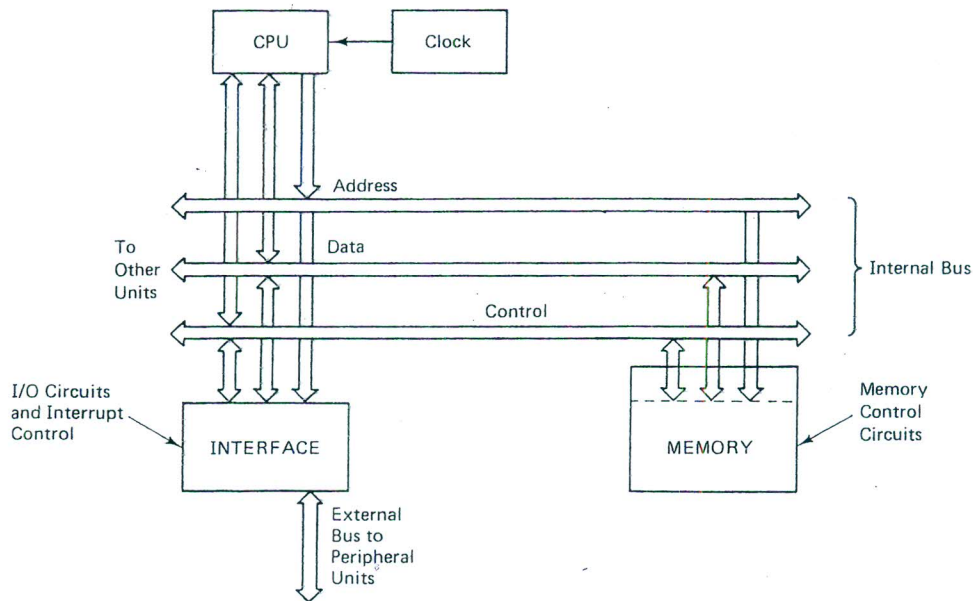 CPU
Clock
Address
To
Other
Units
Data
Internal Bus
Control
I/O Circuits
and Interrupt
Control
INTERFACE
MEMORY
Memory
Control
Circuits
External
Bus to
Peripheral
Units